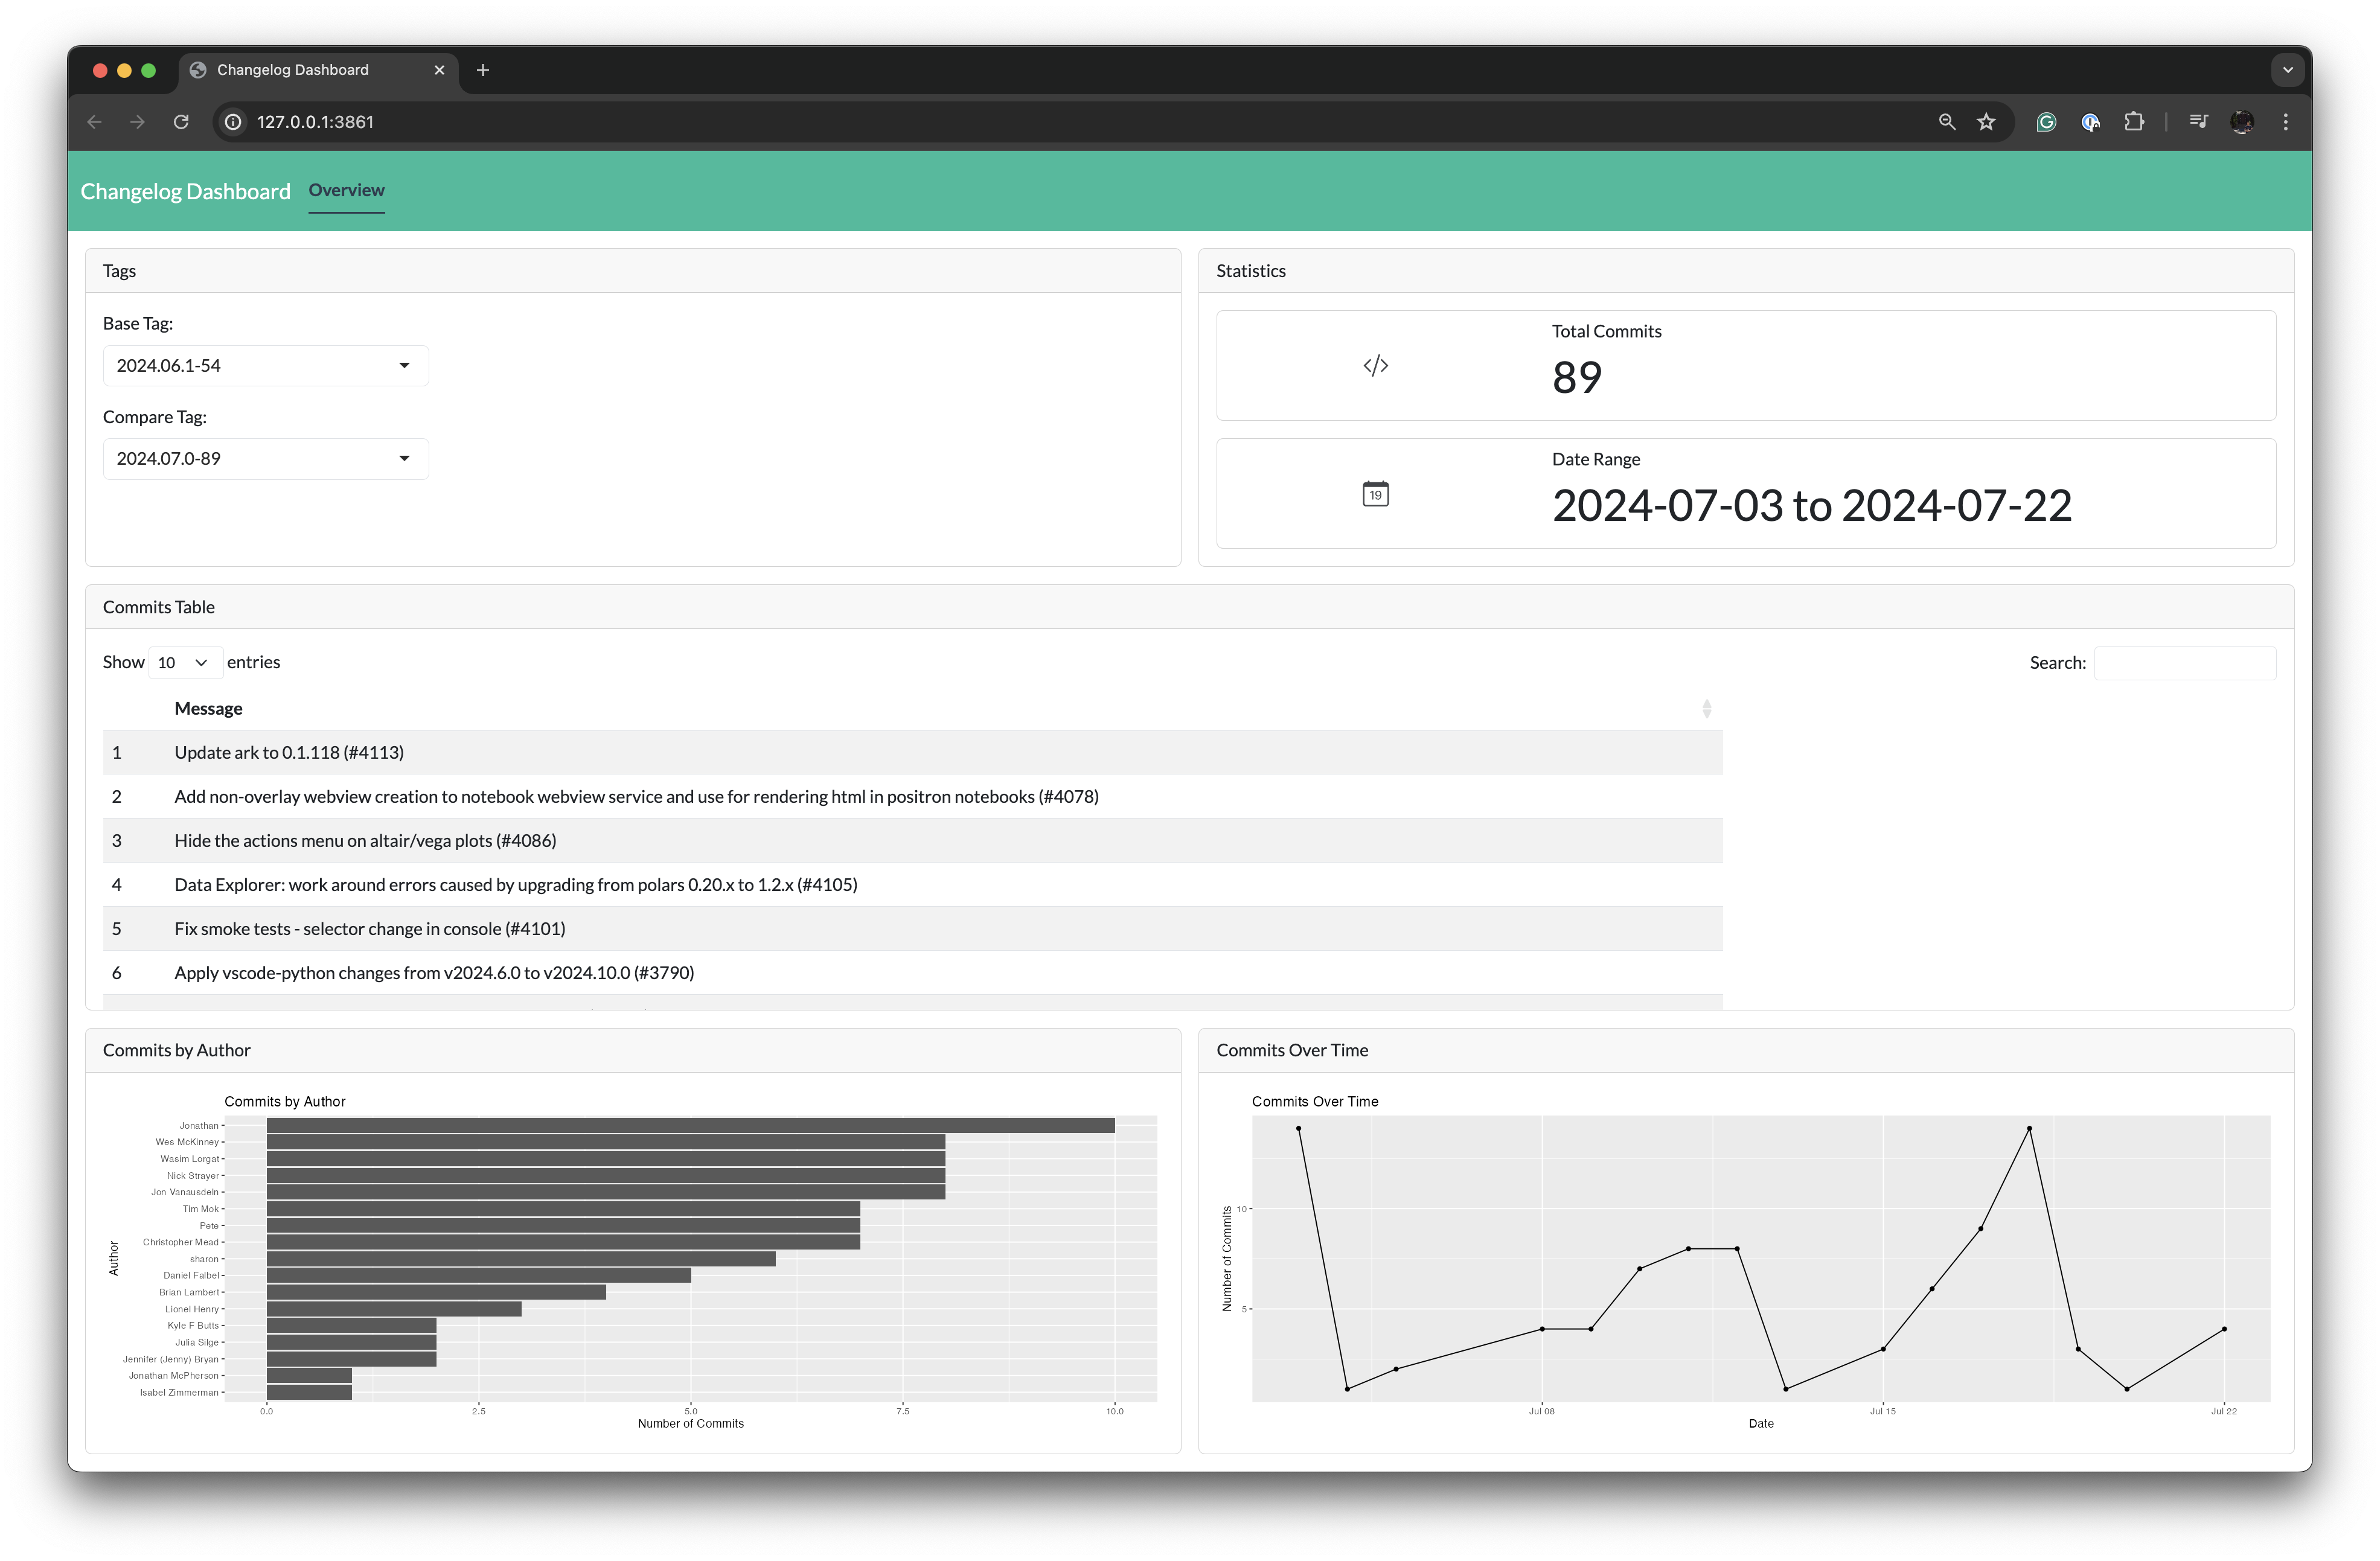 Changelog Dashboard
127.0.0.1:3861
Changelog Dashboard Overview
Tags
Base Tag:
2024.06.1-54
Compare Tag:
2024.07.0-89
Statistics
Total Commits
89
Date Range
19
2024-07-03 to 2024-07-22
Commits Table
Show 10 entries
Search:
Message
1 Update ark to 0.1.118 (#4113)
2 Add non-overlay webview creation to notebook webview service and use for rendering html in positron notebooks (#4078)
3 Hide the actions menu on altair/vega plots (#4086)
4 Data Explorer: work around errors caused by upgrading from polars 0.20.x to 1.2.x (#4105)
5 Fix smoke tests - selector change in console (#4101)
6 Apply vscode-python changes from v2024.6.0 to v2024.10.0 (#3790)
Commits by Author
Commits by Author
Author
Jonathan
Wes McKinney
Wasim Lorgat
Nick Strayer
Jon Vanausdeln
Tim Mok
Pete
Christopher Mead
sharon
Daniel Falbel
Brian Lambert
Lionel Henry
Kyle F Butts
Julia Silge
Jennifer (Jenny) Bryan
Jonathan McPherson
Isabel Zimmerman
0.0 2.5 5.0 7.5 10.0
Number of Commits
Commits Over Time
Commits Over Time
Number of Commits
10
5
Jul 08 Jul 15 Jul 22
Date